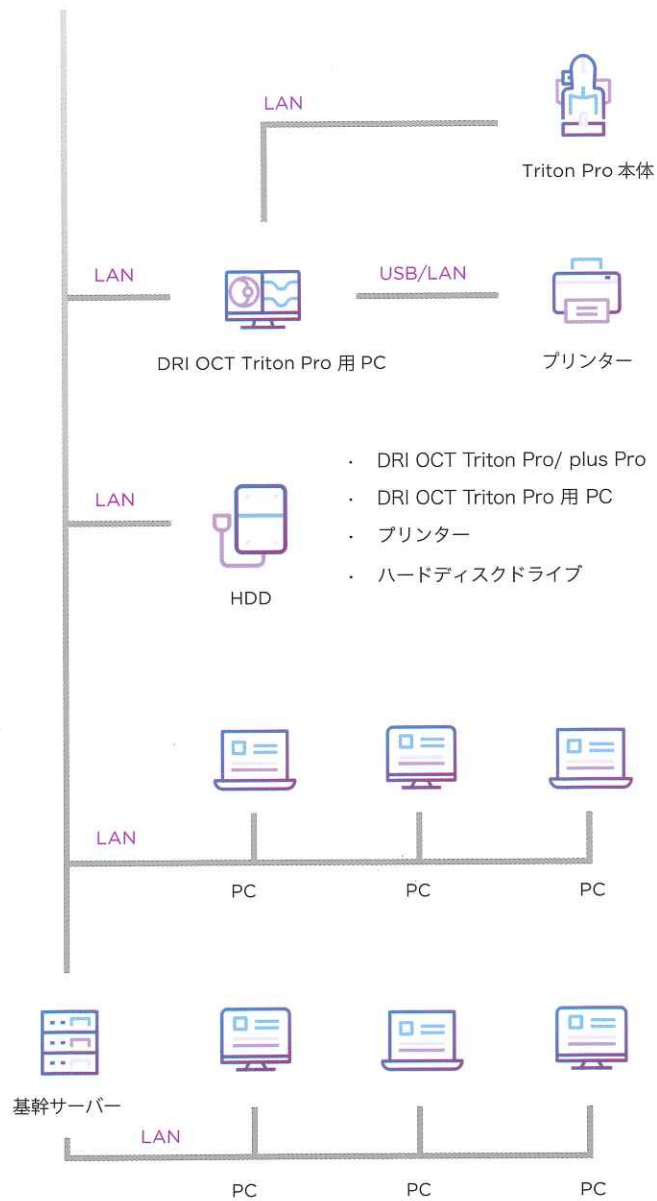 LAN
Triton Pro 本体
LAN
USB/LAN
DRI OCT Triton Pro 用 PC
プリンター
LAN
HDD
・ DRI OCT Triton Pro/ plus Pro
・ DRI OCT Triton Pro 用 PC
・ プリンター
・ ハードディスクドライブ
LAN
PC
PC
PC
基幹サーバー
LAN
PC
PC
PC